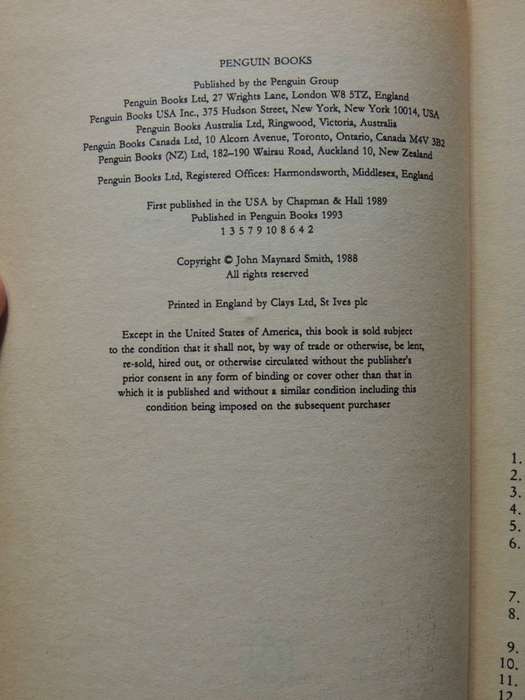 PENGUIN BOOKS
Published by the Penguin Group
Penguin Books Ltd, 27 Wrights Lane, London W8 5TZ, England
Penguin Books USA Inc., 375 Hudson Street, New York, New York 10014, USA
Penguin Books Australia Ltd, Ringwood, Victoria, Australia
Penguin Books Canada Ltd, 10 Alcorn Avenue, Toronto, Ontario, Canada M4V 3B2
Penguin Books (NZ) Ltd, 182–190 Wairau Road, Auckland 10, New Zealand
Penguin Books Ltd, Registered Offices: Harmondsworth, Middlesex, England
First published in the USA by Chapman & Hall 1989
Published in Penguin Books 1993
1 3 5 7 9 10 8 6 4 2
Copyright © John Maynard Smith, 1988
All rights reserved
Printed in England by Clays Ltd, St Ives plc
Except in the United States of America, this book is sold subject
to the condition that it shall not, by way of trade or otherwise, be lent,
re-sold, hired out, or otherwise circulated without the publisher's
prior consent in any form of binding or cover other than that in
which it is published and without a similar condition including this
condition being imposed on the subsequent purchaser
1.
2.
3.
4.
5.
6.
7.
8.
9.
10.
11.
12.